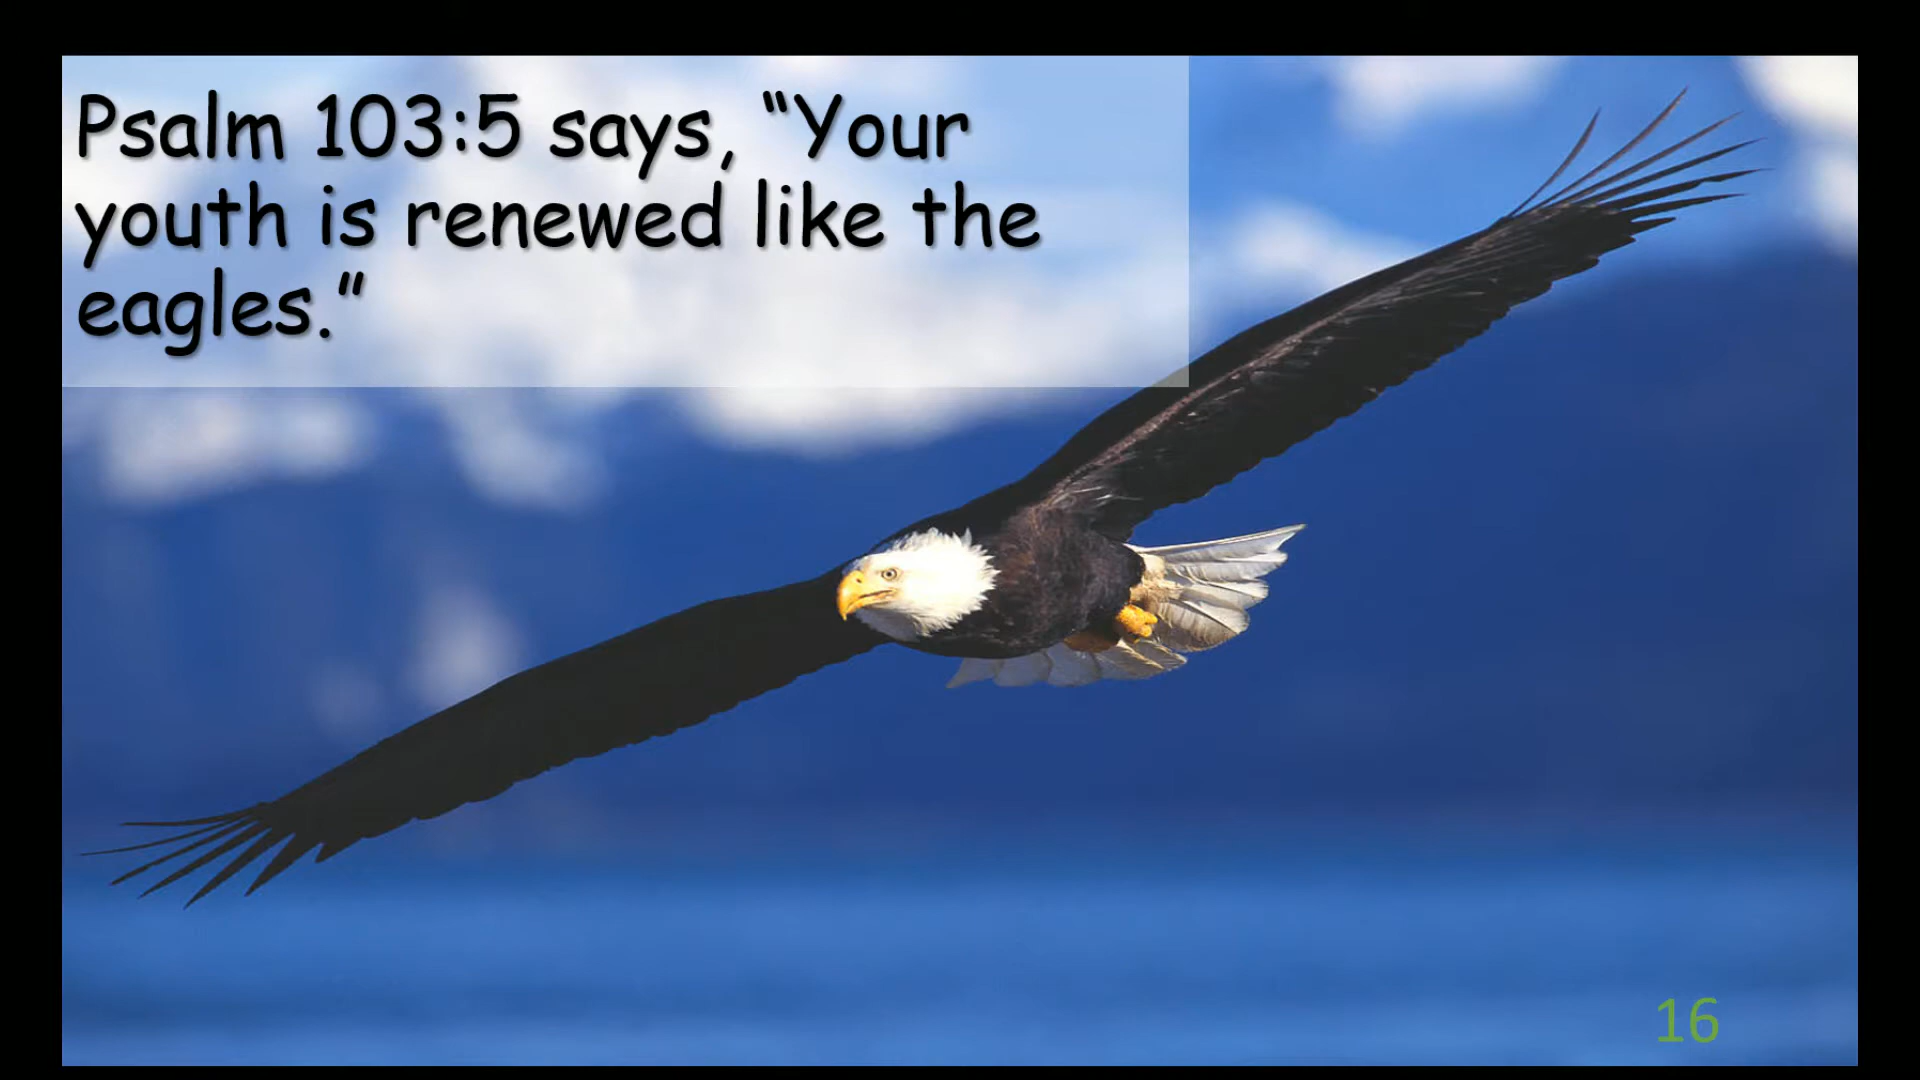 Psalm 103:5 says, “Your
youth is renewed like the
eagles.”
16